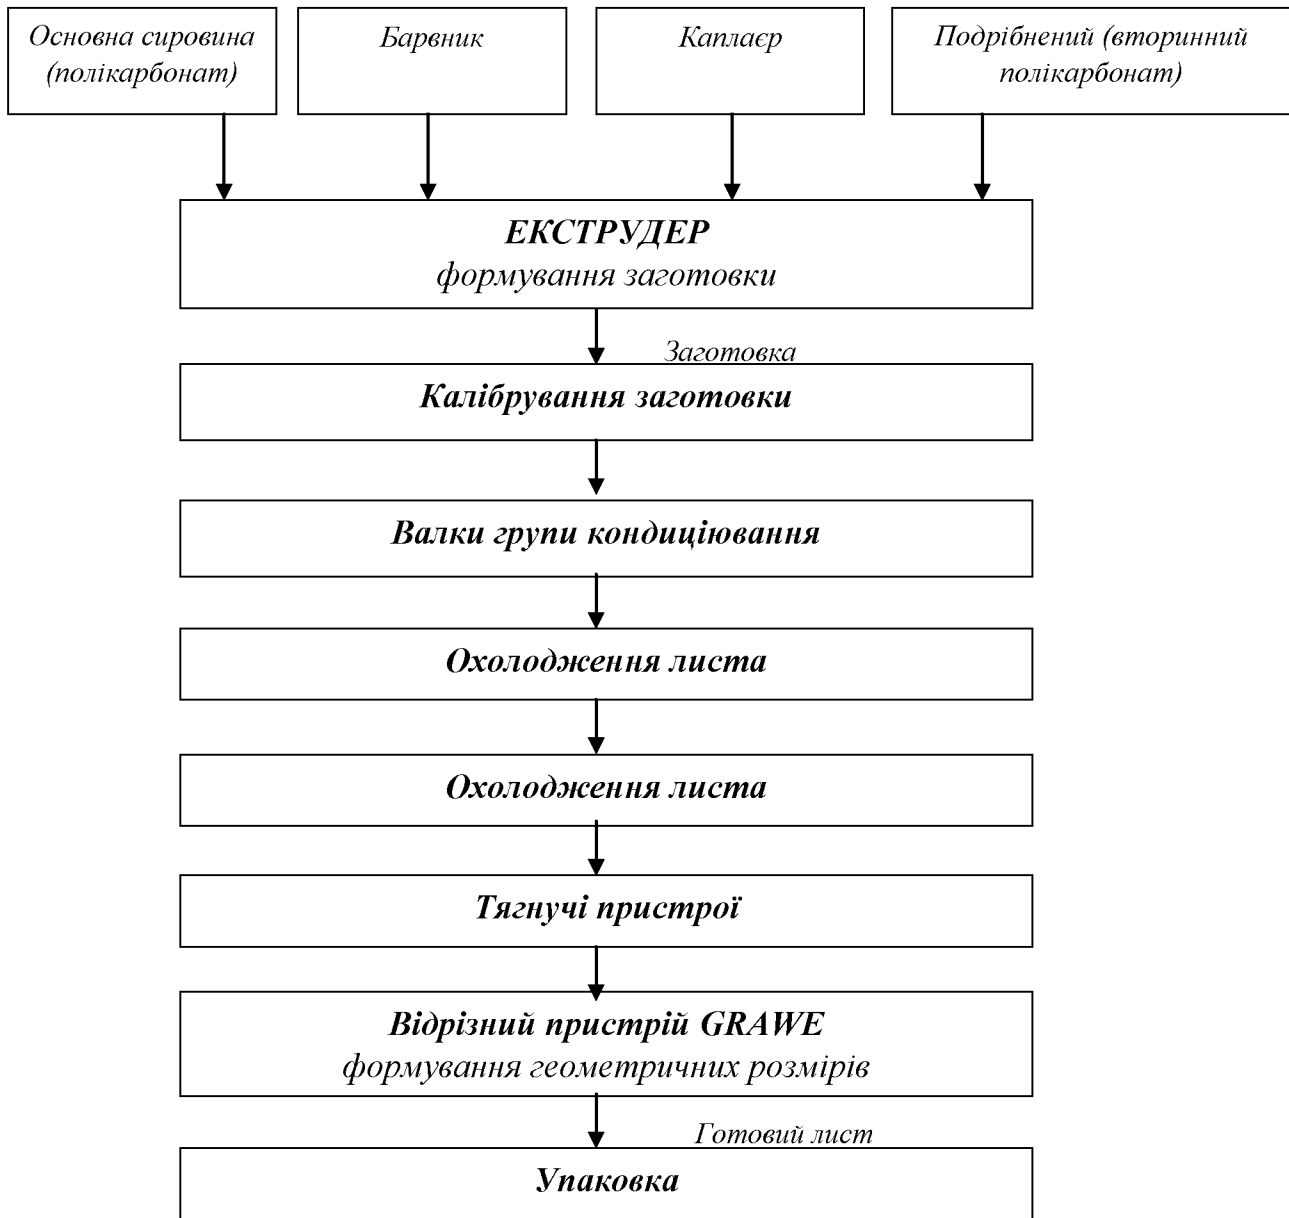 Основна сировина
(полікарбонат)
Барвник
Каплаєр
Подрібнений (вторинний
полікарбонат)
ЕКСТРУДЕР
формування заготовки
Заготовка
Калібрування заготовки
Валки групи кондиціювання
Охолодження листа
Охолодження листа
Тягнучі пристрої
Відрізний пристрій GRAWE
формування геометричних розмірів
Готовий лист
Упаковка